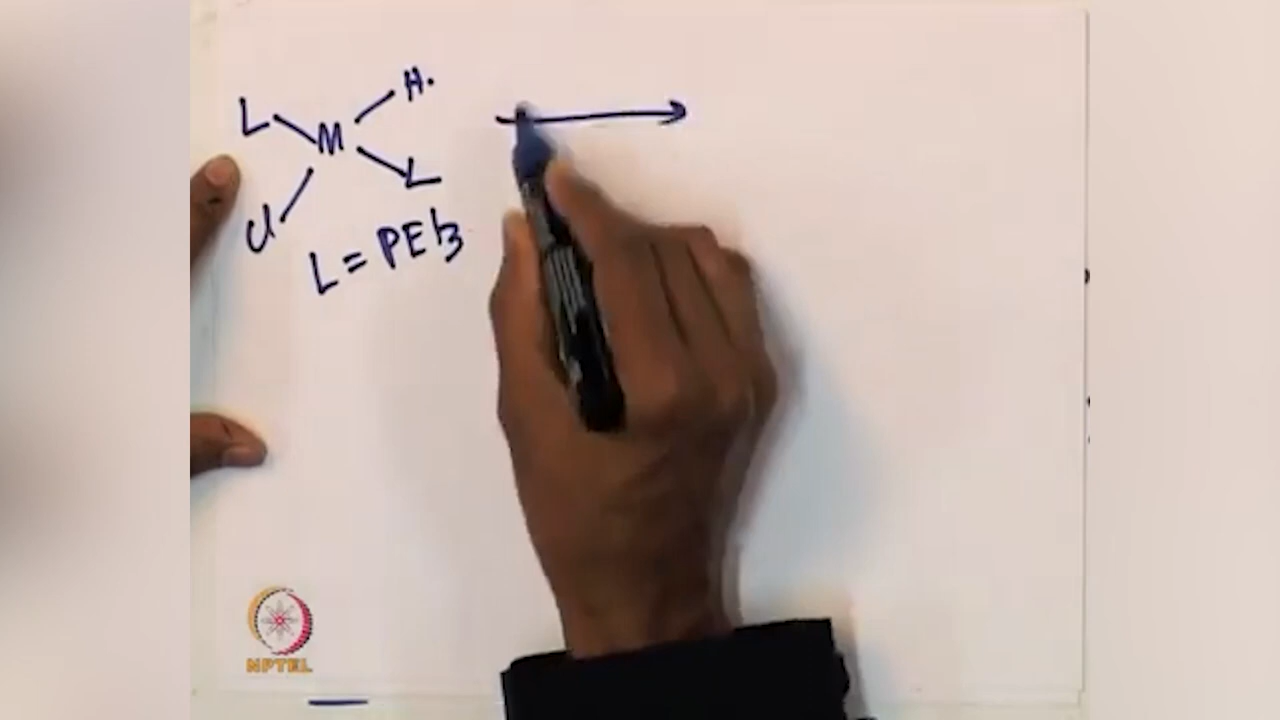 H.
L M
L
Cl
L = PEt3
NPTEL